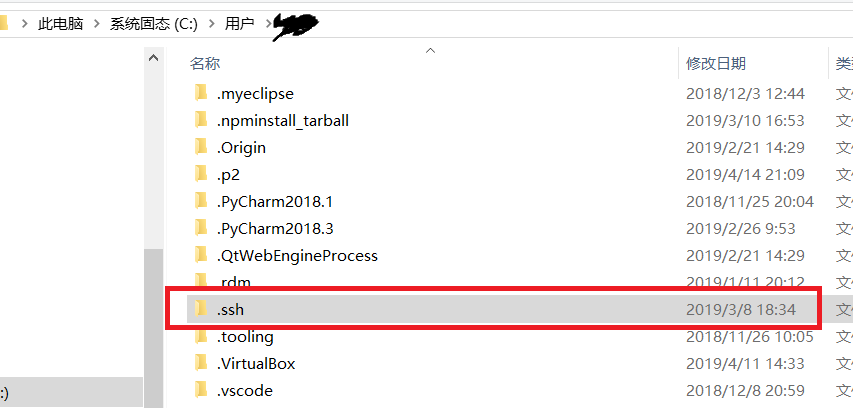 此电脑 > 系统固态 (C:) > 用户 >
名称 修改日期 类
.myeclipse 2018/12/3 12:44 文
.npminstall_tarball 2019/3/10 16:53 文
.Origin 2019/2/21 14:29 文
.p2 2019/4/14 21:09 文
.PyCharm2018.1 2018/11/25 20:04 文
.PyCharm2018.3 2019/2/26 9:53 文
.QtWebEngineProcess 2019/2/21 14:29 文
.rdm 2019/1/11 20:12 文
.ssh 2019/3/8 18:34 文
.tooling 2018/11/26 10:05 文
.VirtualBox 2019/4/11 14:33 文
:) .vscode 2018/12/8 20:59 文